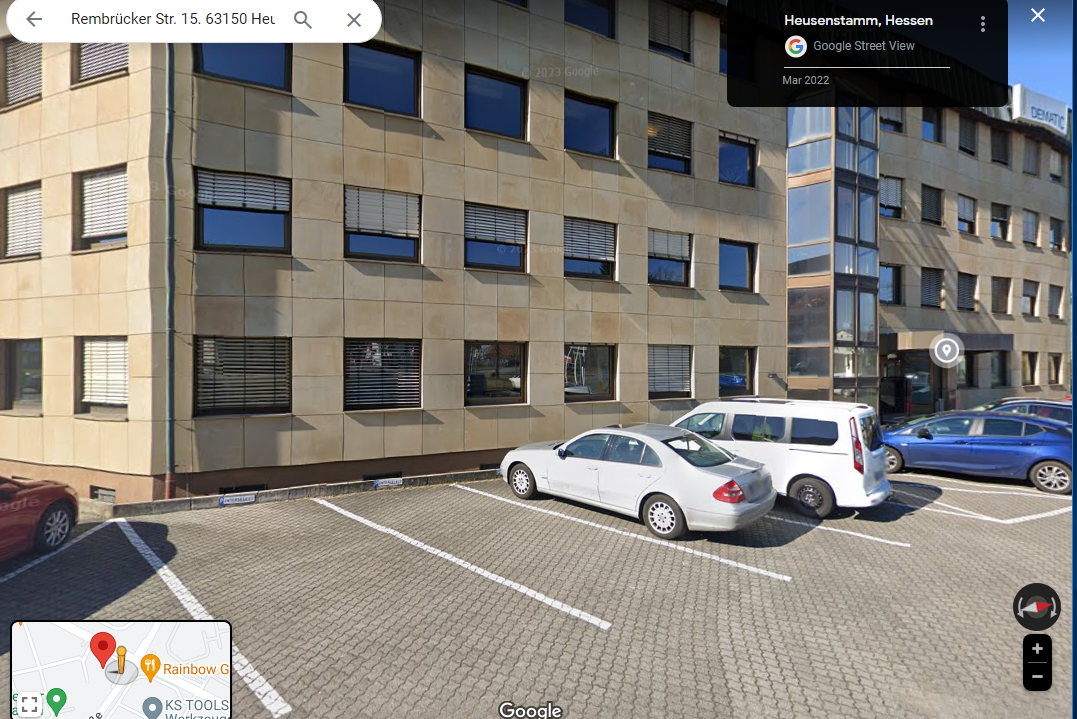 Rembrücker Str. 15. 63150 Heu
Heusenstamm, Hessen
Google Street View
Mar 2022
© 2023 Google
DEMATIC
Rainbow G
KS TOOLS
Werkzeug
Google